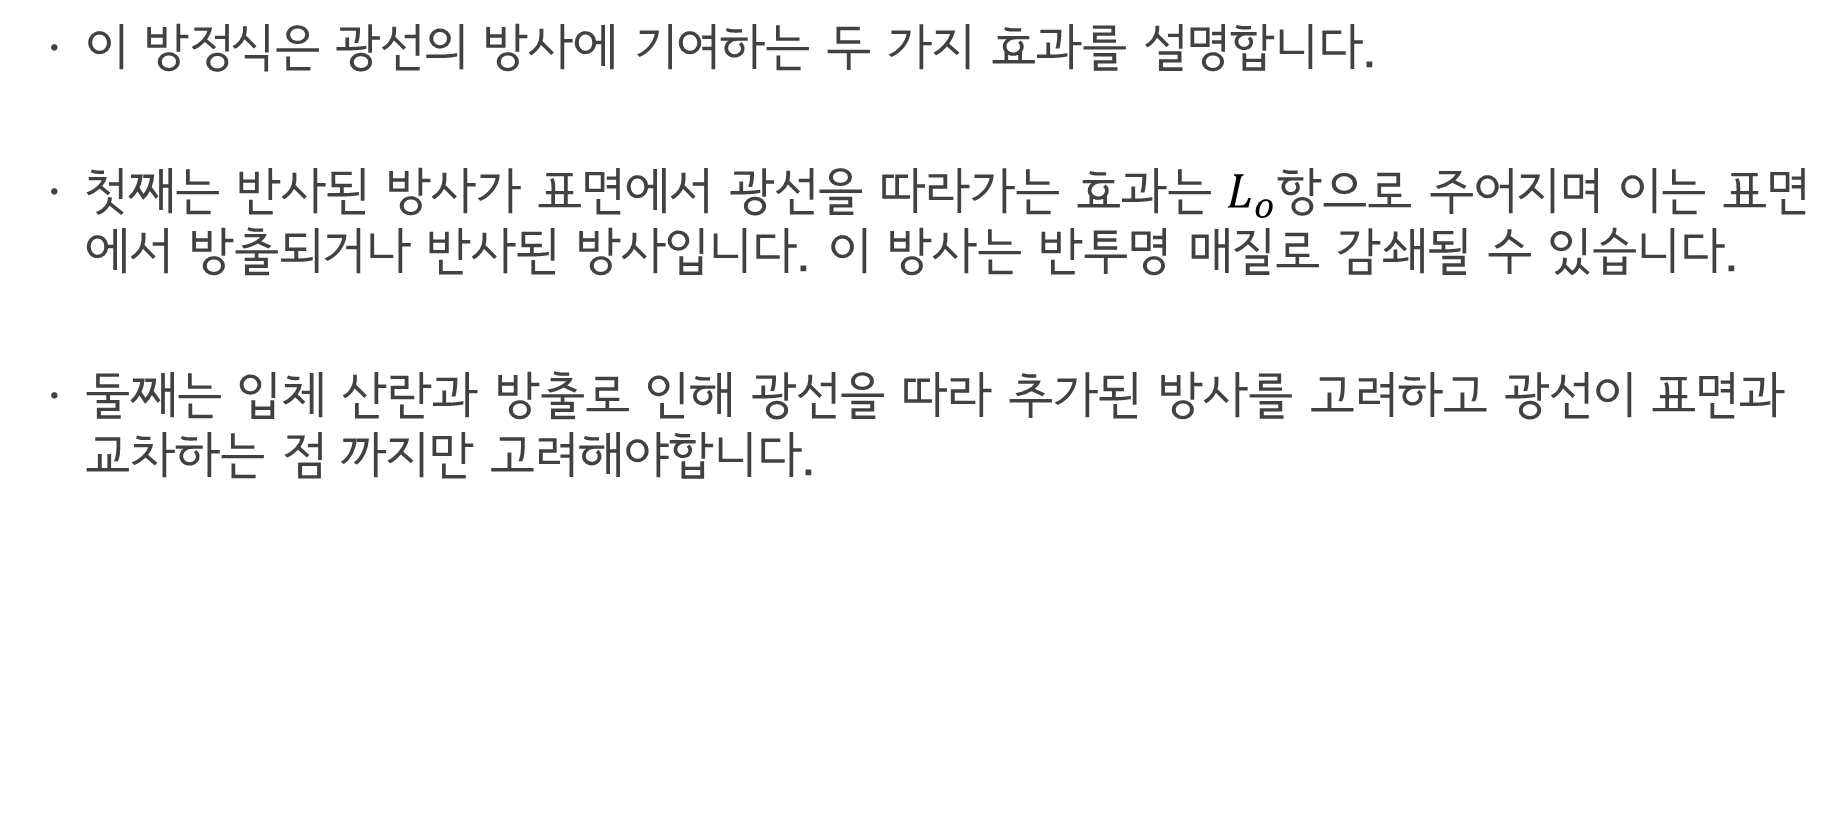 · 이 방정식은 광선의 방사에 기여하는 두 가지 효과를 설명합니다.
· 첫째는 반사된 방사가 표면에서 광선을 따라가는 효과는 Lₒ항으로 주어지며 이는 표면
에서 방출되거나 반사된 방사입니다. 이 방사는 반투명 매질로 감쇄될 수 있습니다.
· 둘째는 입체 산란과 방출로 인해 광선을 따라 추가된 방사를 고려하고 광선이 표면과
교차하는 점 까지만 고려해야합니다.